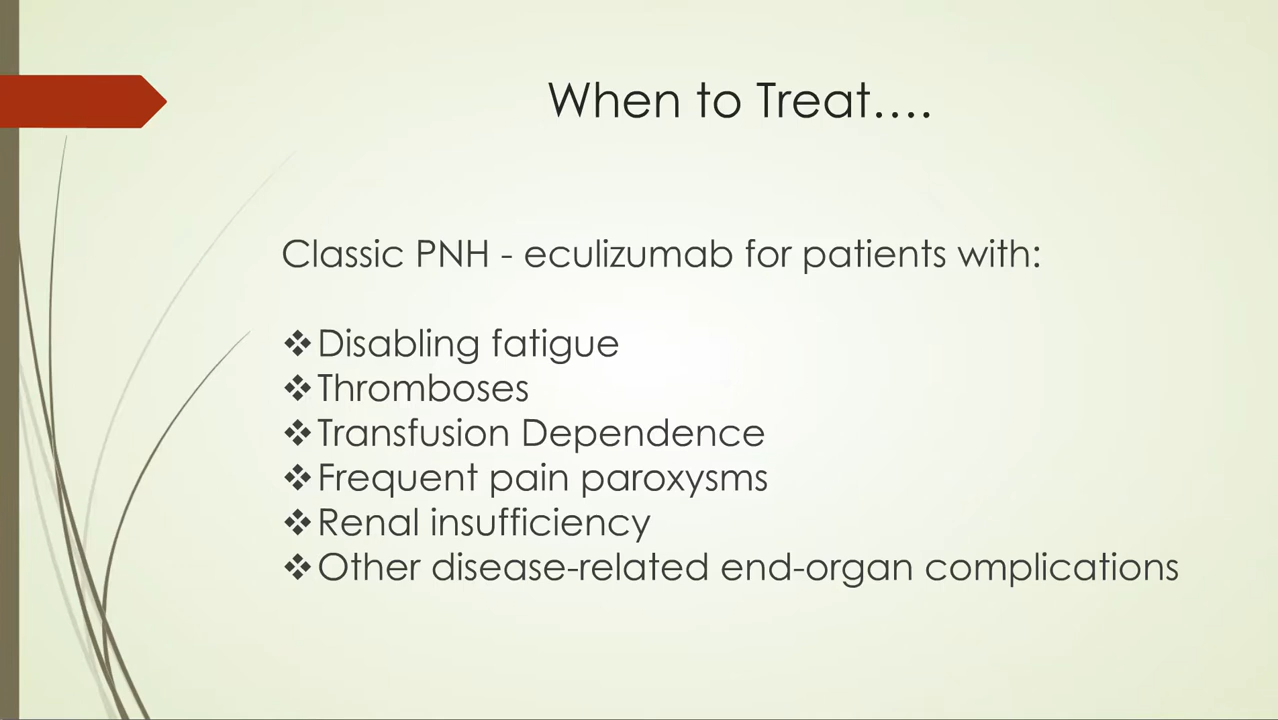 When to Treat....
Classic PNH - eculizumab for patients with:
❖Disabling fatigue
❖Thromboses
❖Transfusion Dependence
❖Frequent pain paroxysms
❖Renal insufficiency
❖Other disease-related end-organ complications